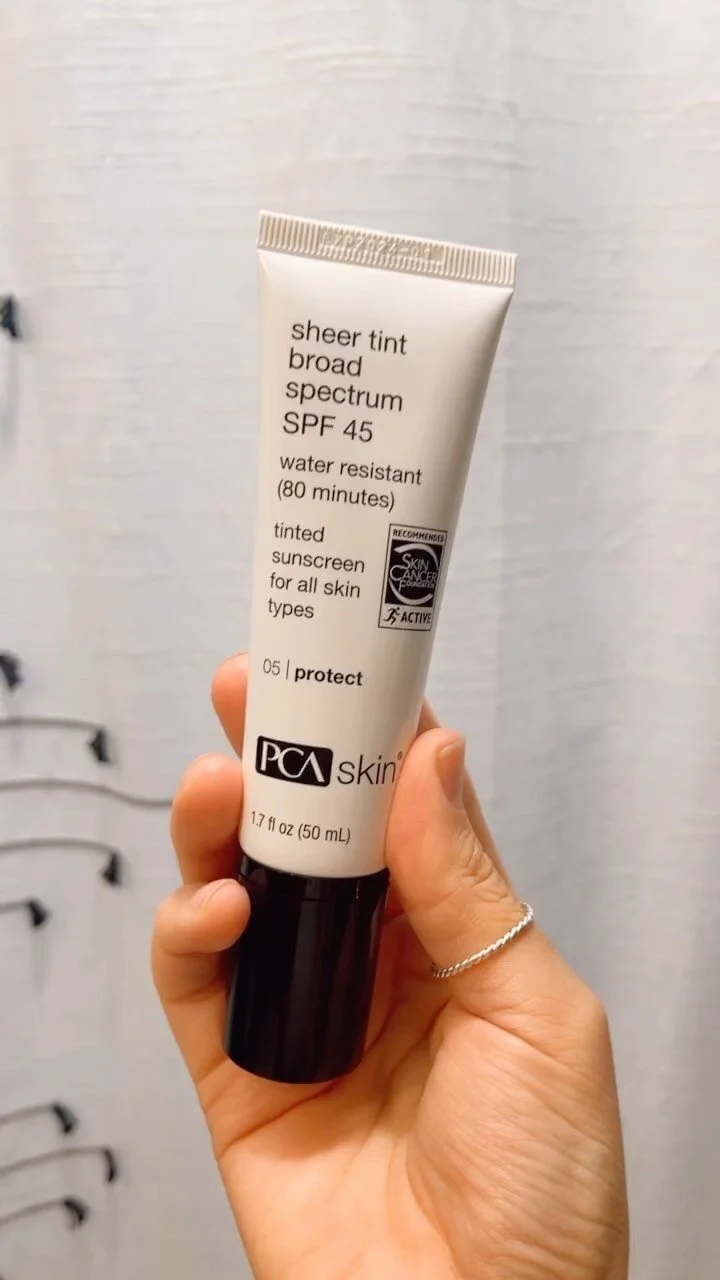 sheer tint
broad
spectrum
SPF 45
water resistant
(80 minutes)
tinted
sunscreen
for all skin
types
RECOMMENDED
SKIN
CANCER
FOUNDATION
ACTIVE
05 | protect
PCA skin®
1.7 fl oz (50 mL)